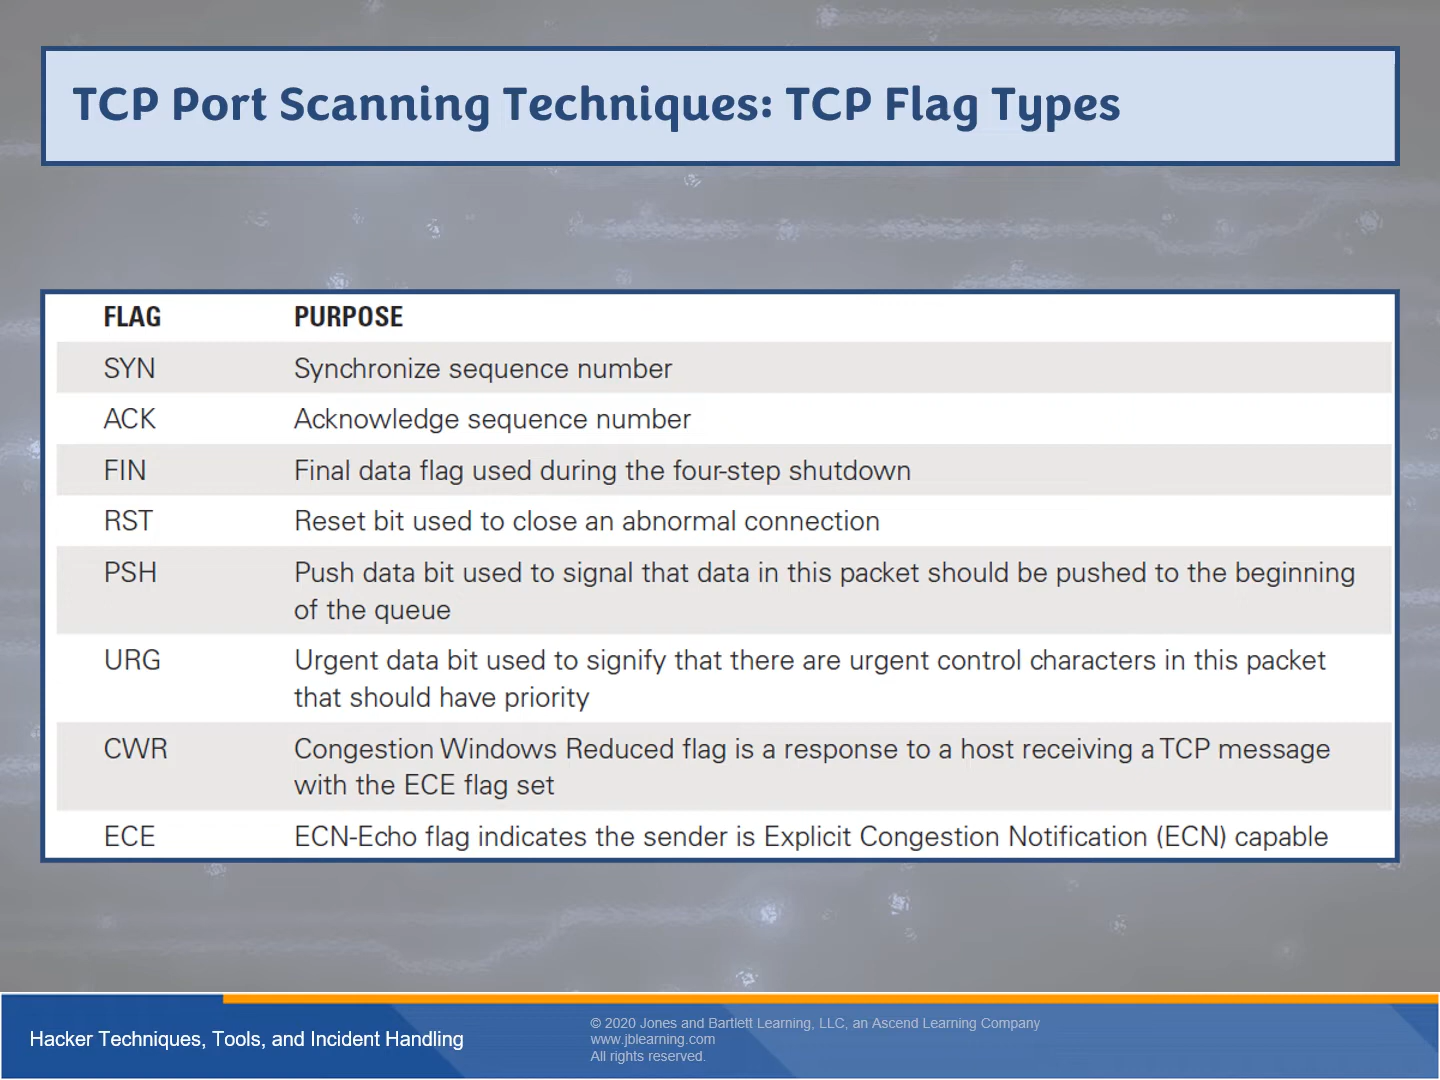 TCP Port Scanning Techniques: TCP Flag Types
FLAG PURPOSE
SYN Synchronize sequence number
ACK Acknowledge sequence number
FIN Final data flag used during the four-step shutdown
RST Reset bit used to close an abnormal connection
PSH Push data bit used to signal that data in this packet should be pushed to the beginning
of the queue
URG Urgent data bit used to signify that there are urgent control characters in this packet
that should have priority
CWR Congestion Windows Reduced flag is a response to a host receiving a TCP message
with the ECE flag set
ECE ECN-Echo flag indicates the sender is Explicit Congestion Notification (ECN) capable
Hacker Techniques, Tools, and Incident Handling
© 2020 Jones and Bartlett Learning, LLC, an Ascend Learning Company
www.jblearning.com
All rights reserved.